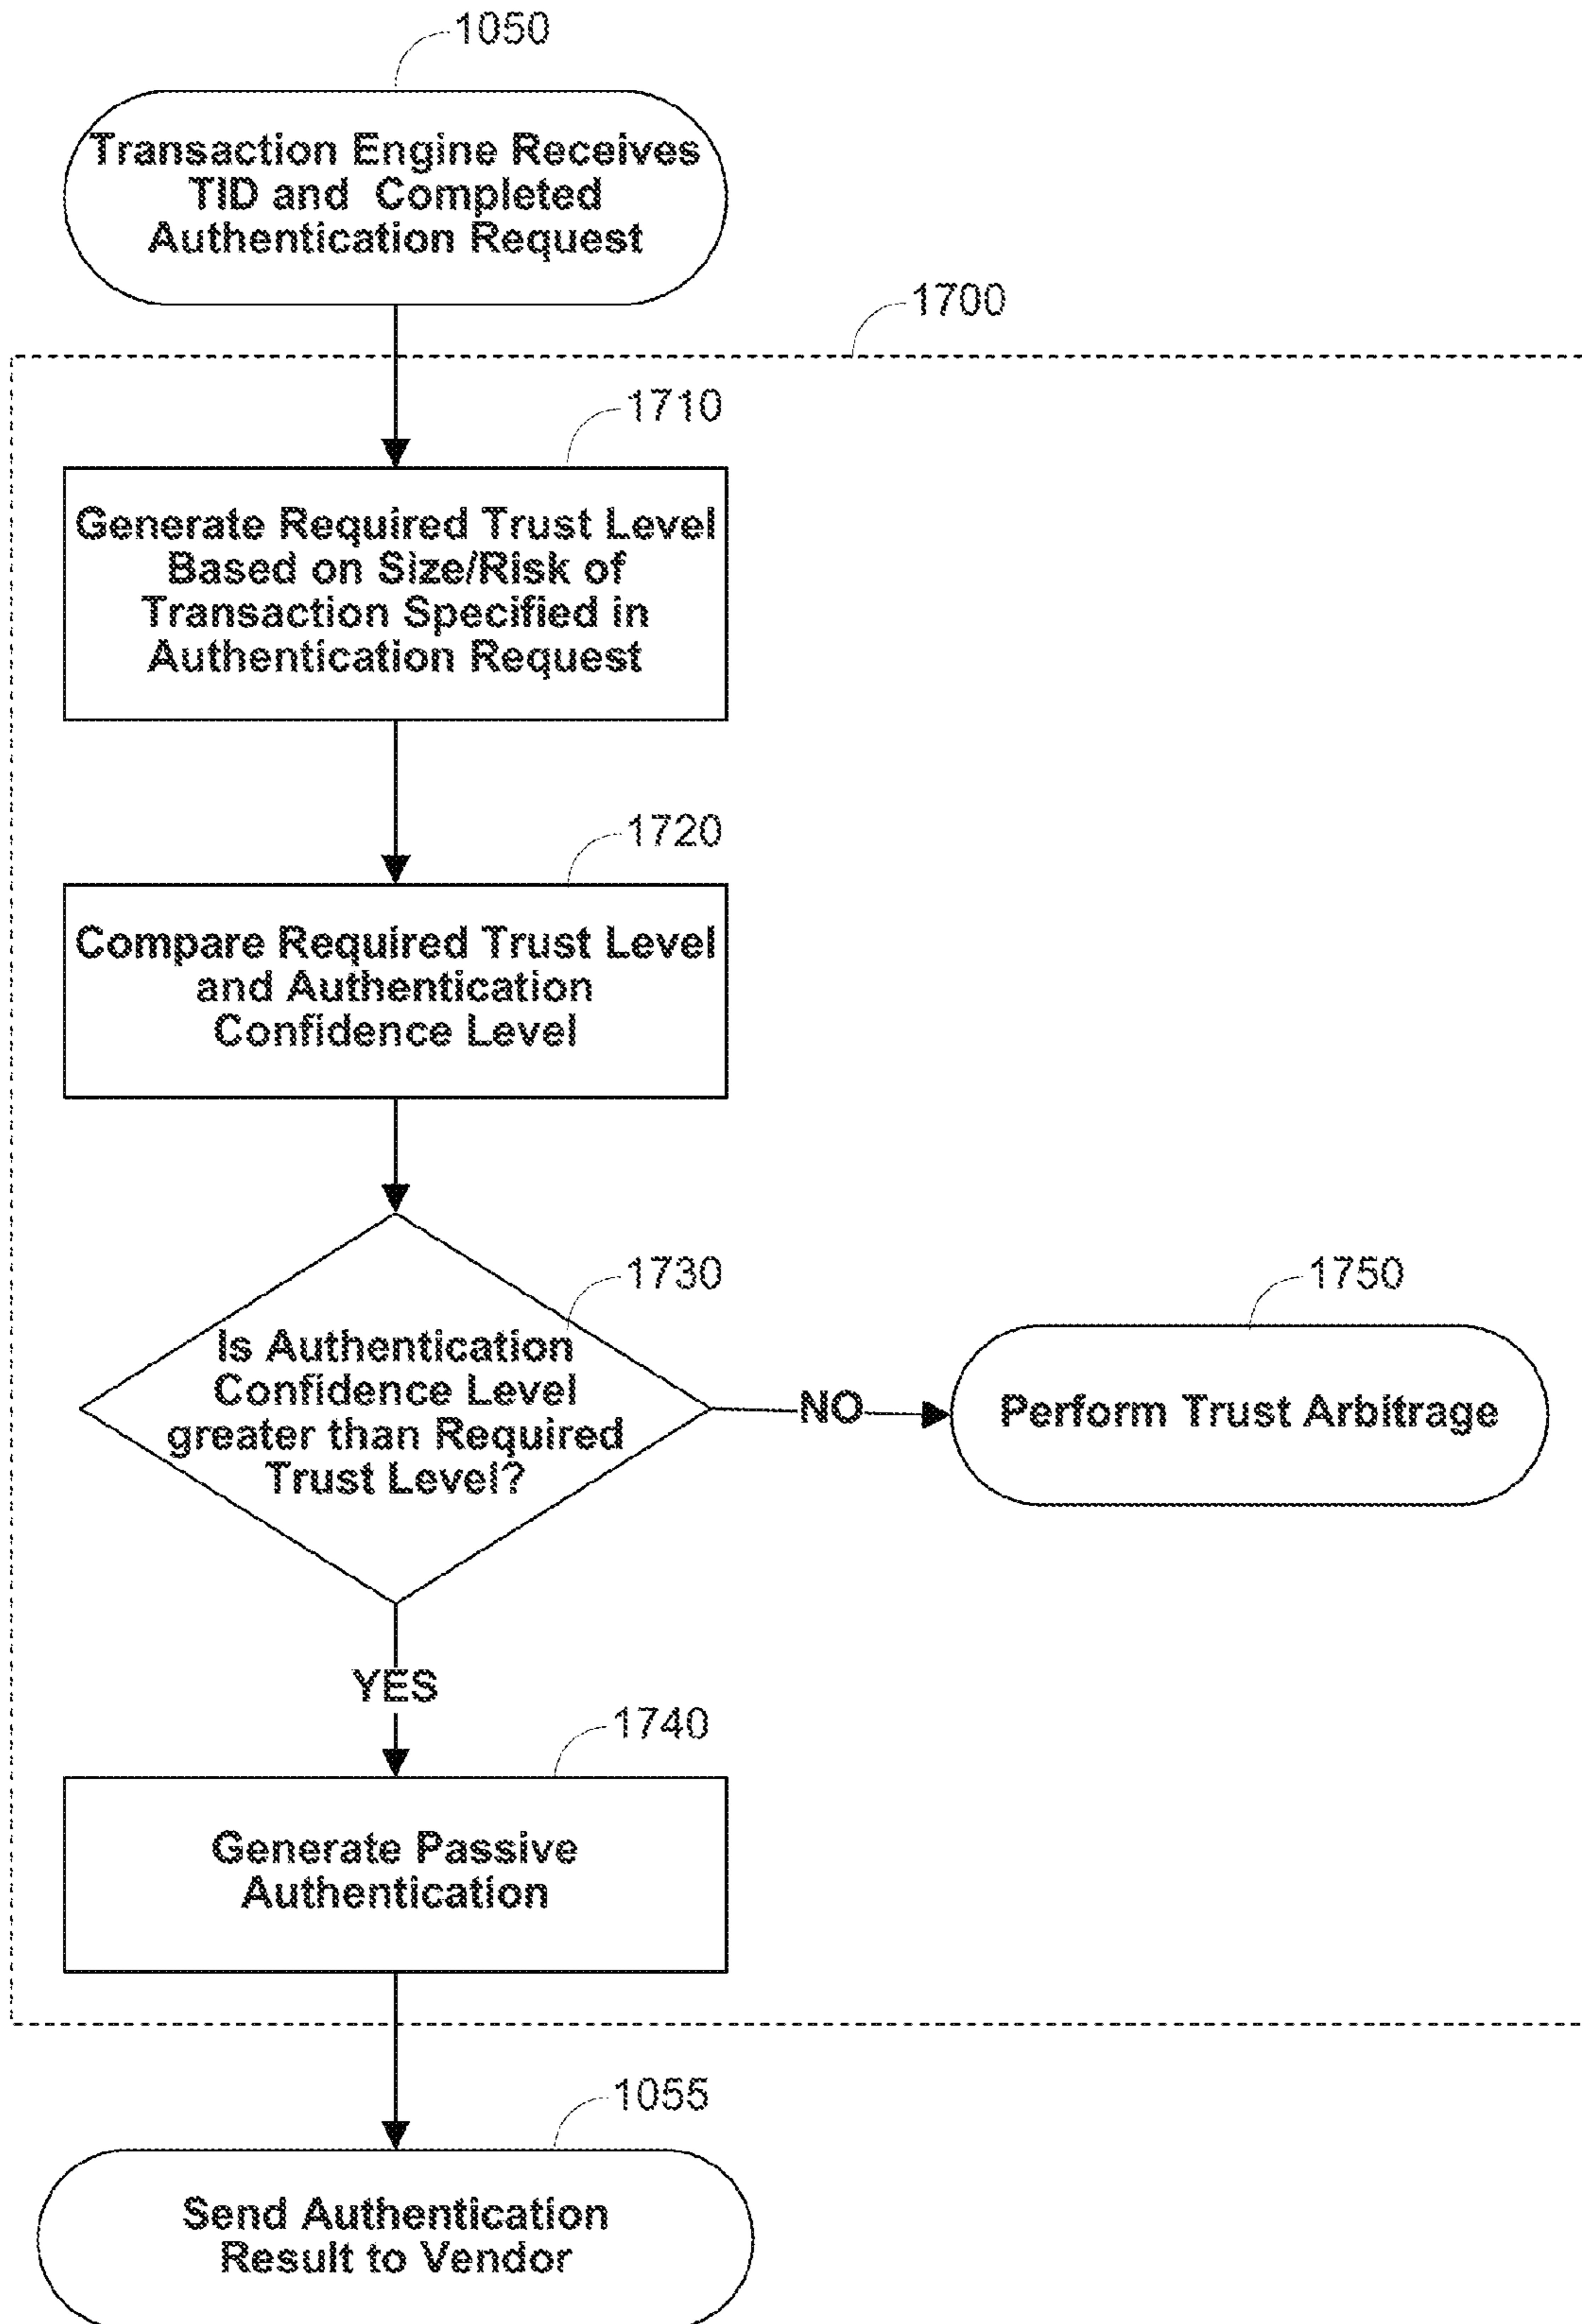 1050
Transaction Engine Receives
TID and Completed
Authentication Request
1700
1710
Generate Required Trust Level
Based on Size/Risk of
Transaction Specified in
Authentication Request
1720
Compare Required Trust Level
and Authentication
Confidence Level
1730
Is Authentication
Confidence Level
greater than Required
Trust Level?
NO
1750
Perform Trust Arbitrage
YES
1740
Generate Passive
Authentication
1055
Send Authentication
Result to Vendor